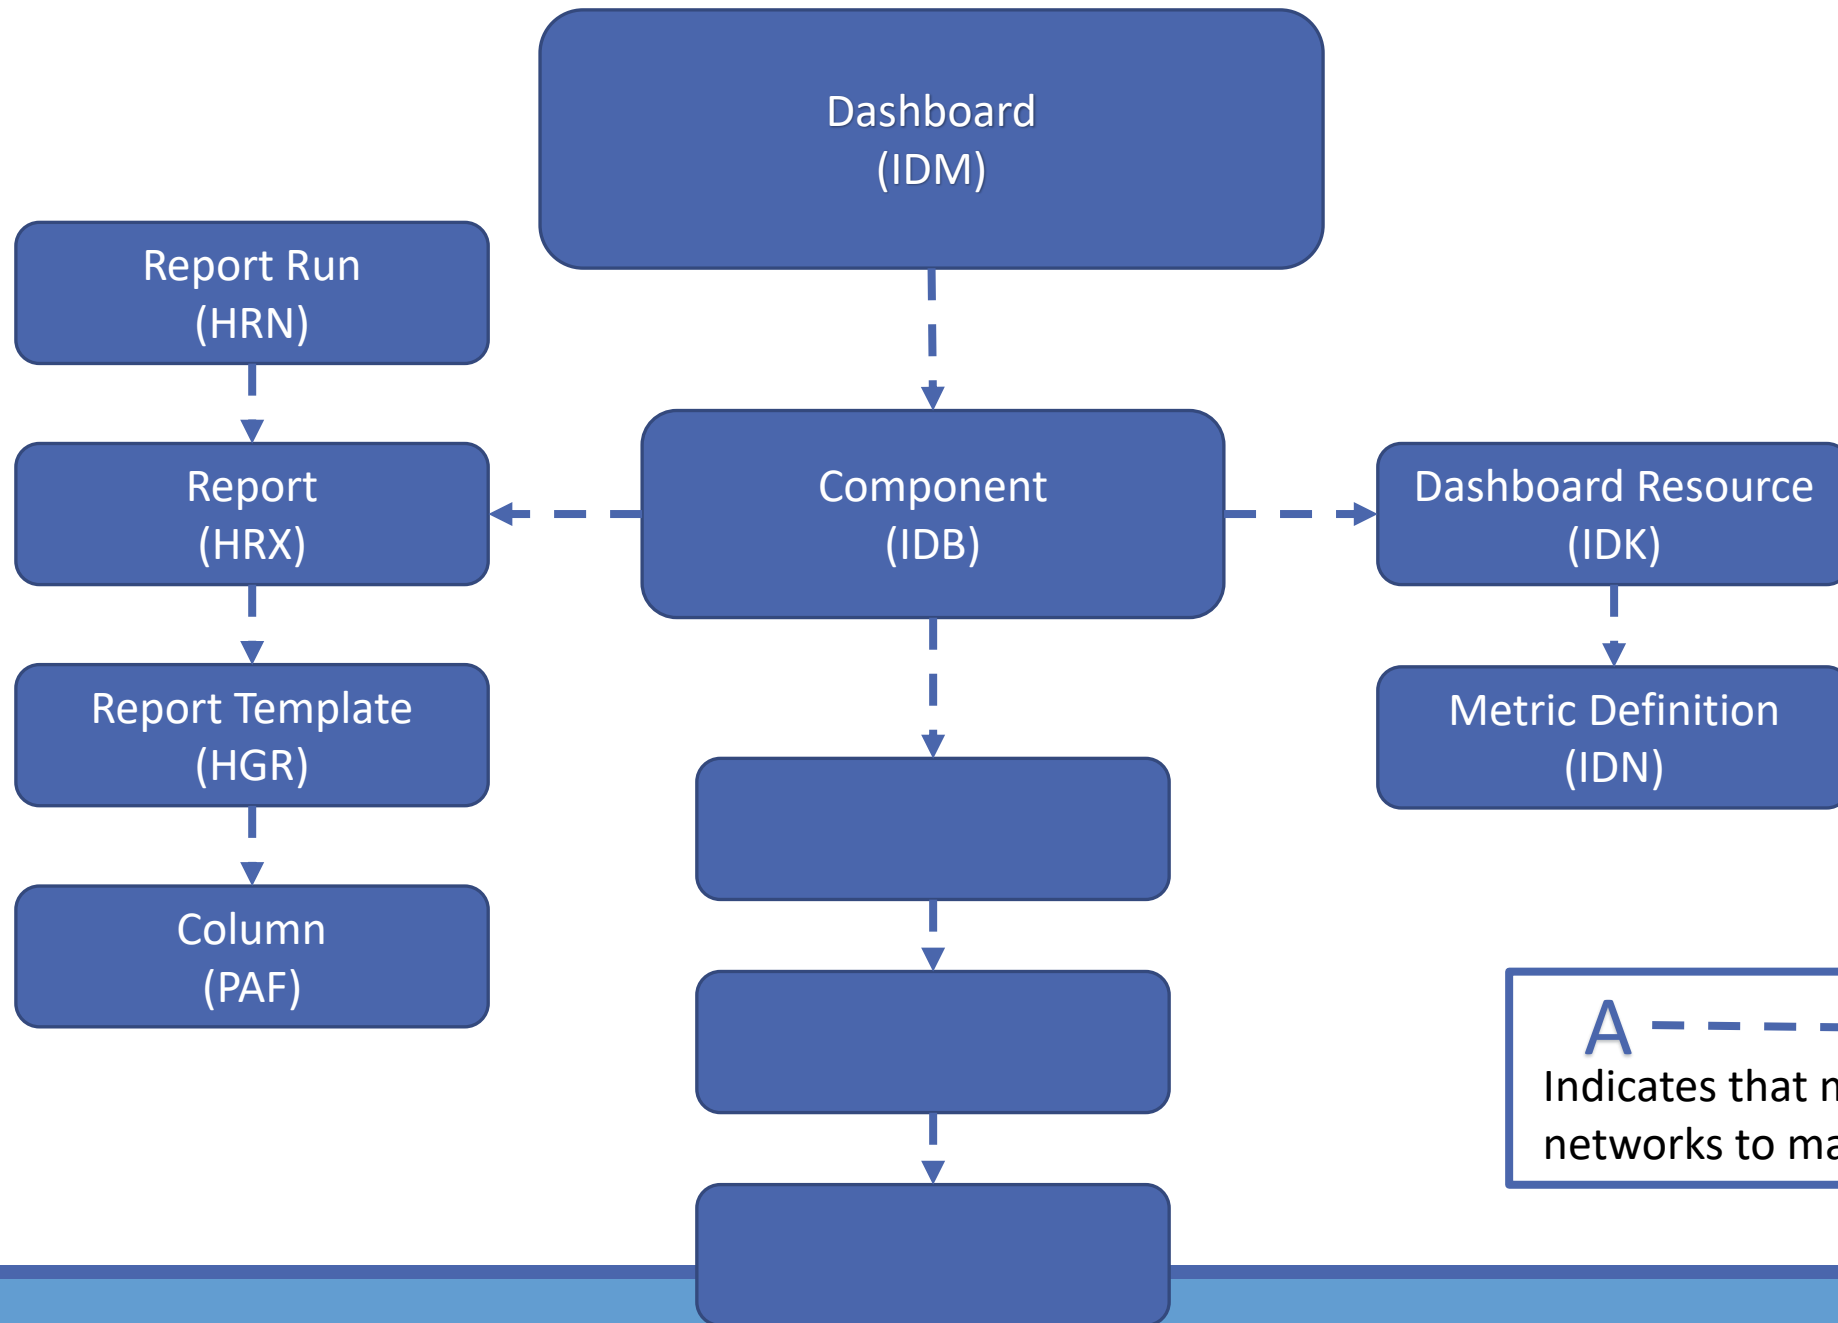 Dashboard
(IDM)
Report Run
(HRN)
Report
(HRX)
Component
(IDB)
Dashboard Resource
(IDK)
Report Template
(HGR)
Metric Definition
(IDN)
Column
(PAF)
A
Indicates that
networks to